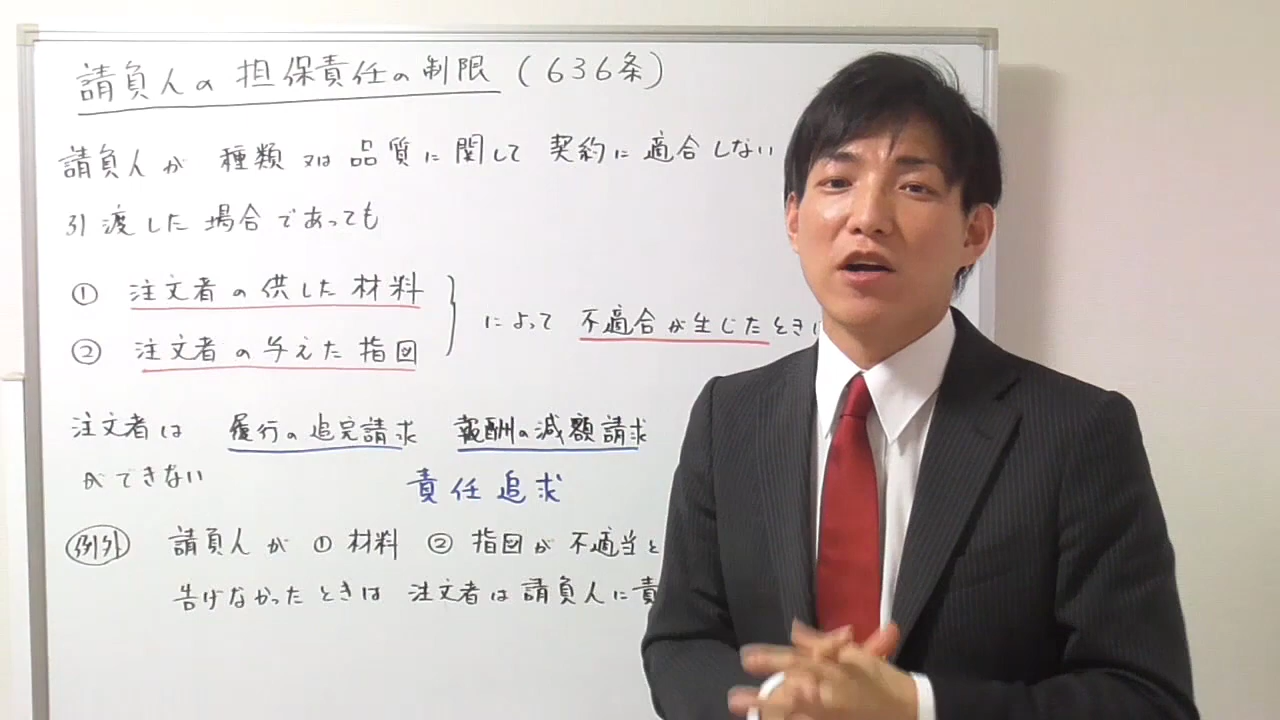 請負人の担保責任の制限(636条)
請負人が 種類又は品質に関して 契約に適合しない
引渡した場合であっても
① 注文者の供した材料
によって 不適合が生じたとき
② 注文者の与えた指図
注文者は 履行の追完請求 報酬の減額請求
ができない
責任追求
例外 請負人が ① 材料 ② 指図が 不適当と
告げなかったときは 注文者は請負人に責